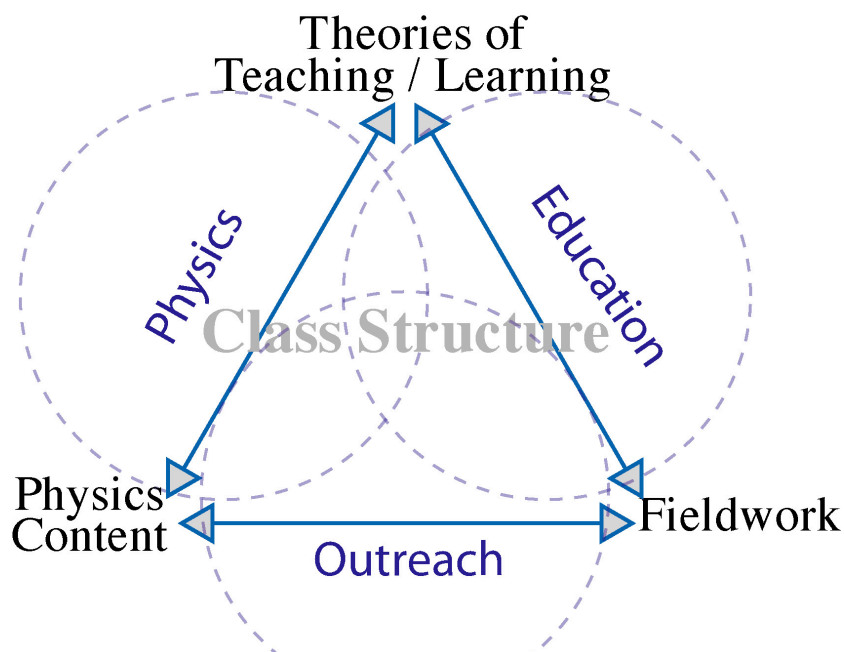 Theories of
Teaching / Learning
Physics
Education
Class Structure
Physics
Content
Fieldwork
Outreach